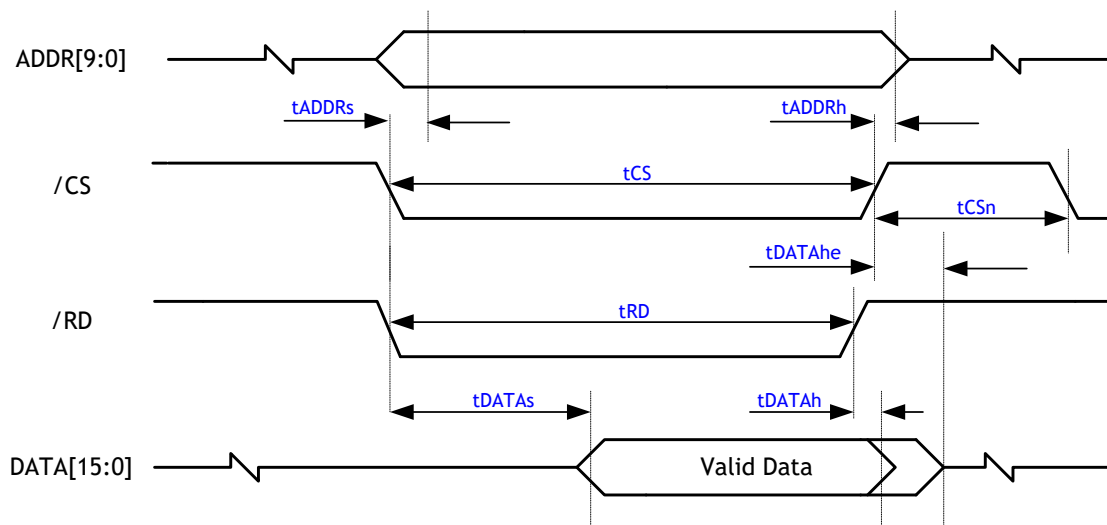 ADDR[9:0]
tADDRs
tADDRh
/CS
tCS
tCSn
tDATAhe
/RD
tRD
tDATAs
tDATAh
DATA[15:0]
Valid Data